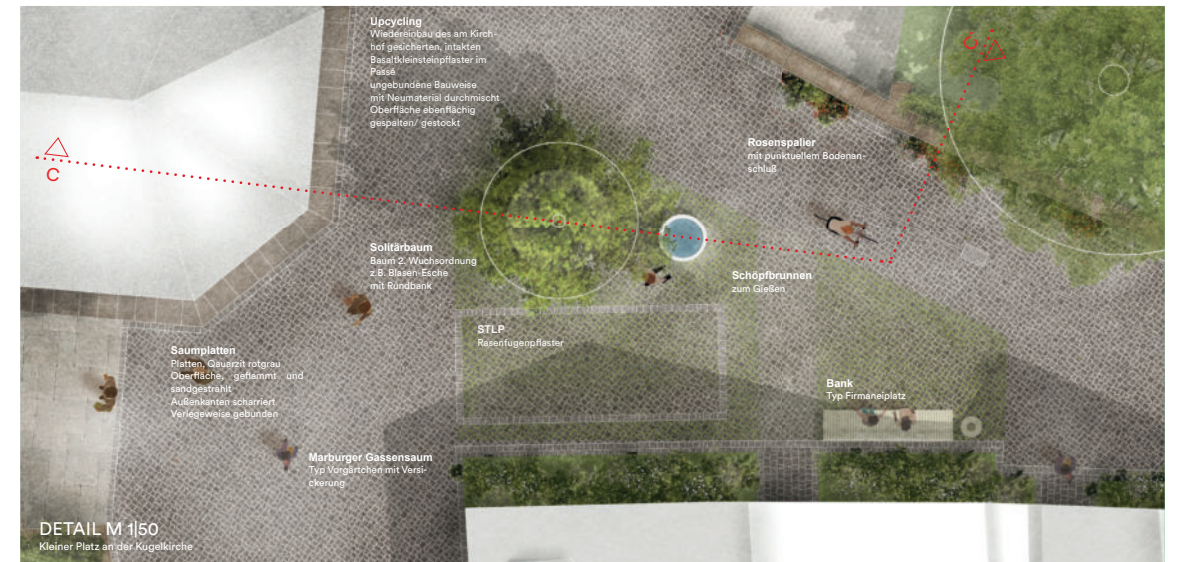 Upcycling
Wiedereinbau des am Kirch-
hof gesicherten, intakten
Basaltkleinsteinpflaster im
Passé
ungebundene Bauweise
mit Neumaterial durchmischt
Oberfläche ebenflächig
gespalten/ gestockt
C
C'
Rosenspalier
mit punktuellem Bodenan-
schluß
Solitärbaum
Baum 2. Wuchsordnung
z.B. Blasen-Esche
mit Rundbank
Schöpfbrunnen
zum Gießen
STLP
Rasenfugenpflaster
Saumplatten
Platten, Qauarzit rotgrau
Oberfläche, geflammt und
sandgestrahlt
Außenkanten scharriert
Verlegeweise gebunden
Bank
Typ Firmaneiplatz
Marburger Gassensaum
Typ Vorgärtchen mit Versi-
ckerung
DETAIL M 1|50
Kleiner Platz an der Kugelkirche